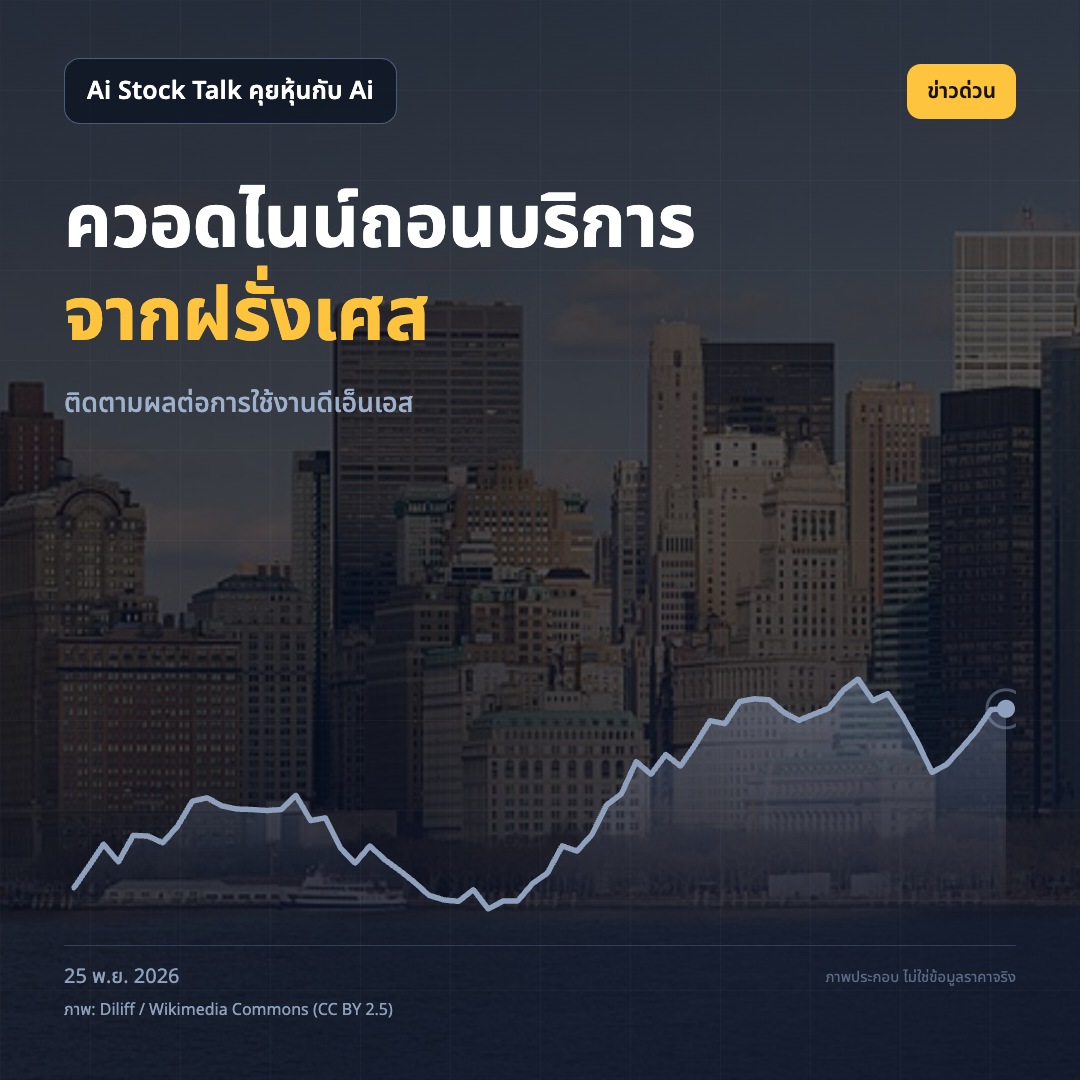 Ai Stock Talk คุยหุ้นกับ Ai
ข่าวด่วน
ควอดไนน์ถอนบริการ
จากฝรั่งเศส
ติดตามผลต่อการใช้งานดีเอ็นเอส
25 พ.ย. 2026
ภาพประกอบ ไม่ใช่ข้อมูลราคาจริง
ภาพ: Diliff / Wikimedia Commons (CC BY 2.5)